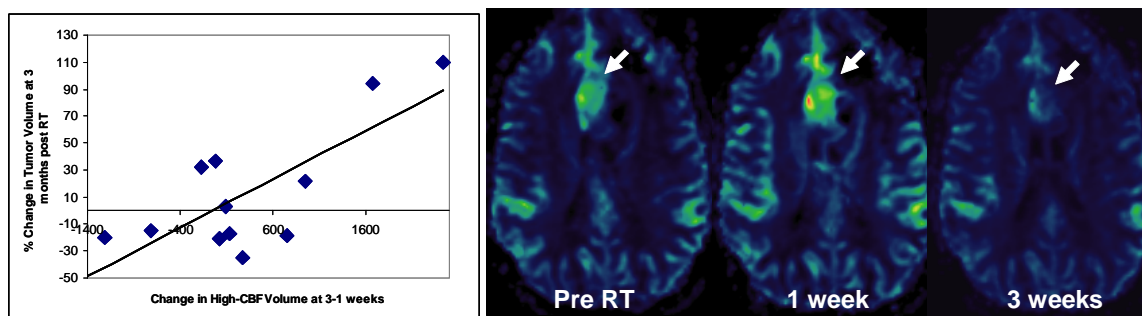 130
110
90
70
50
30
10
-10
-30
-50
-1400 -400 600 1600
% Change in Tumor Volume at 3
months post RT
Change in High-CBF Volume at 3-1 weeks
Pre RT 1 week 3 weeks